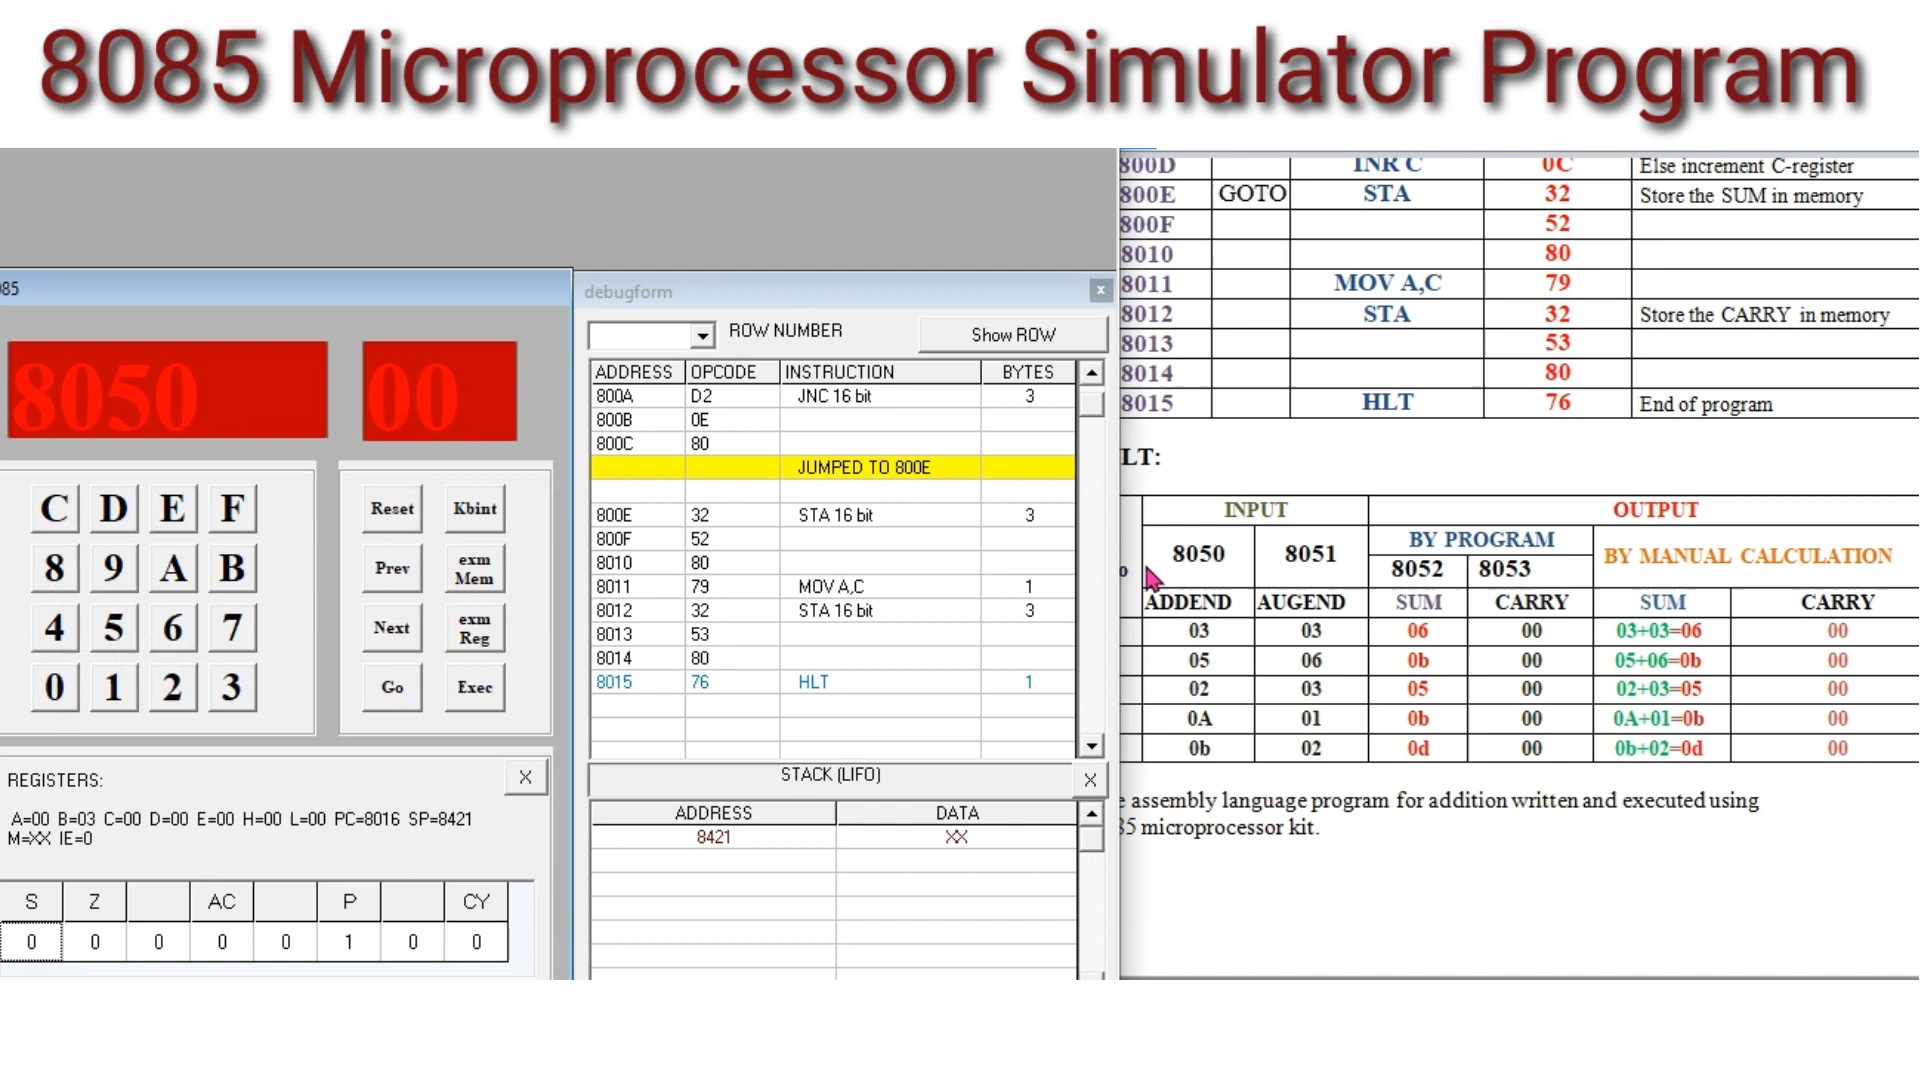 8085 Microprocessor Simulator Program
85
8050 00
C D E F
8 9 A B
4 5 6 7
0 1 2 3
Reset Kbint
Prev exm Mem
Next exm Reg
Go Exec
REGISTERS: X
A=00 B=03 C=00 D=00 E=00 H=00 L=00 PC=8016 SP=8421
M=XX IE=0
S Z AC P CY
0 0 0 0 0 1 0 0
debugform x
ROW NUMBER Show ROW
ADDRESS OPCODE INSTRUCTION BYTES
800A D2 JNC 16 bit 3
800B 0E
800C 80
JUMPED TO 800E
800E 32 STA 16 bit 3
800F 52
8010 80
8011 79 MOV A,C 1
8012 32 STA 16 bit 3
8013 53
8014 80
8015 76 HLT 1
STACK (LIFO) X
ADDRESS DATA
8421 XX
800D INR C 0C Else increment C-register
800E GOTO STA 32 Store the SUM in memory
800F 52
8010 80
8011 MOV A,C 79
8012 STA 32 Store the CARRY in memory
8013 53
8014 80
8015 HLT 76 End of program
LT:
INPUT OUTPUT
o 8050 8051 BY PROGRAM BY MANUAL CALCULATION
8052 8053
ADDEND AUGEND SUM CARRY SUM CARRY
03 03 06 00 03+03=06 00
05 06 0b 00 05+06=0b 00
02 03 05 00 02+03=05 00
0A 01 0b 00 0A+01=0b 00
0b 02 0d 00 0b+02=0d 00
e assembly language program for addition written and executed using
35 microprocessor kit.